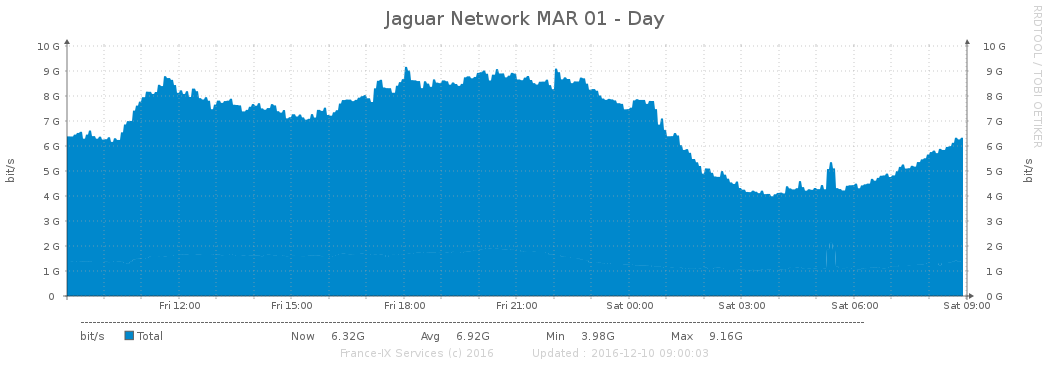 Jaguar Network MAR 01 - Day
RRDTOOL / TOBI OETIKER
bit/s
10 G
9 G
8 G
7 G
6 G
5 G
4 G
3 G
2 G
1 G
0
10 G
9 G
8 G
7 G
6 G
5 G
4 G
3 G
2 G
1 G
0 G
bit/s
Fri 12:00 Fri 15:00 Fri 18:00 Fri 21:00 Sat 00:00 Sat 03:00 Sat 06:00 Sat 09:00
bit/s Total Now 6.32G Avg 6.92G Min 3.98G Max 9.16G
France-IX Services (c) 2016 Updated : 2016-12-10 09:00:03